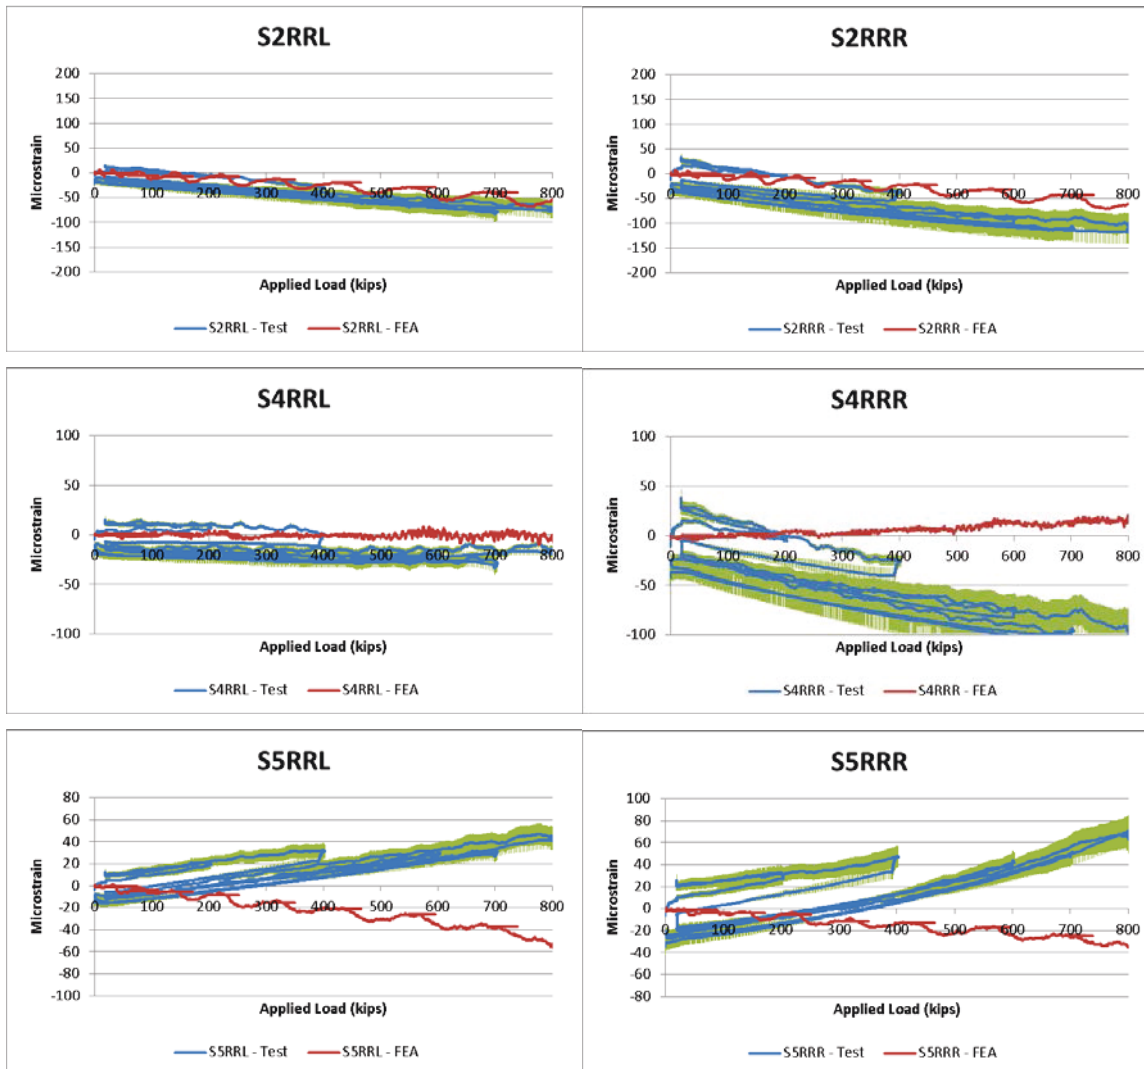 S2RRL
Microstrain
200
150
100
50
0
-50
-100
-150
-200
0 100 200 300 400 500 600 700 800
Applied Load (kips)
S2RRL - Test S2RRL - FEA
S2RRR
Microstrain
200
150
100
50
0
-50
-100
-150
-200
0 100 200 300 400 500 600 700 800
Applied Load (kips)
S2RRR - Test S2RRR - FEA
S4RRL
Microstrain
100
50
0
-50
-100
0 100 200 300 400 500 600 700 800
Applied Load (kips)
S4RRL - Test S4RRL - FEA
S4RRR
Microstrain
100
50
0
-50
-100
0 100 200 300 400 500 600 700 800
Applied Load (kips)
S4RRR - Test S4RRR - FEA
S5RRL
Microstrain
80
60
40
20
0
-20
-40
-60
-80
-100
0 100 200 300 400 500 600 700 800
Applied Load (kips)
S5RRL - Test S5RRL - FEA
S5RRR
Microstrain
100
80
60
40
20
0
-20
-40
-60
-80
0 100 200 300 400 500 600 700 800
Applied Load (kips)
S5RRR - Test S5RRR - FEA